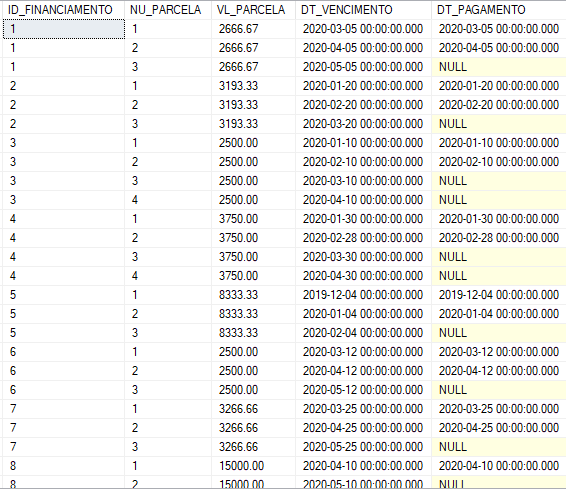 ID_FINANCIAMENTO NU_PARCELA VL_PARCELA DT_VENCIMENTO DT_PAGAMENTO
1 1 2666.67 2020-03-05 00:00:00.000 2020-03-05 00:00:00.000
1 2 2666.67 2020-04-05 00:00:00.000 2020-04-05 00:00:00.000
1 3 2666.67 2020-05-05 00:00:00.000 NULL
2 1 3193.33 2020-01-20 00:00:00.000 2020-01-20 00:00:00.000
2 2 3193.33 2020-02-20 00:00:00.000 2020-02-20 00:00:00.000
2 3 3193.33 2020-03-20 00:00:00.000 NULL
3 1 2500.00 2020-01-10 00:00:00.000 2020-01-10 00:00:00.000
3 2 2500.00 2020-02-10 00:00:00.000 2020-02-10 00:00:00.000
3 3 2500.00 2020-03-10 00:00:00.000 NULL
3 4 2500.00 2020-04-10 00:00:00.000 NULL
4 1 3750.00 2020-01-30 00:00:00.000 2020-01-30 00:00:00.000
4 2 3750.00 2020-02-28 00:00:00.000 2020-02-28 00:00:00.000
4 3 3750.00 2020-03-30 00:00:00.000 NULL
4 4 3750.00 2020-04-30 00:00:00.000 NULL
5 1 8333.33 2019-12-04 00:00:00.000 2019-12-04 00:00:00.000
5 2 8333.33 2020-01-04 00:00:00.000 2020-01-04 00:00:00.000
5 3 8333.33 2020-02-04 00:00:00.000 NULL
6 1 2500.00 2020-03-12 00:00:00.000 2020-03-12 00:00:00.000
6 2 2500.00 2020-04-12 00:00:00.000 2020-04-12 00:00:00.000
6 3 2500.00 2020-05-12 00:00:00.000 NULL
7 1 3266.66 2020-03-25 00:00:00.000 2020-03-25 00:00:00.000
7 2 3266.66 2020-04-25 00:00:00.000 2020-04-25 00:00:00.000
7 3 3266.66 2020-05-25 00:00:00.000 NULL
8 1 15000.00 2020-04-10 00:00:00.000 2020-04-10 00:00:00.000
8 2 15000.00 2020-05-10 00:00:00.000 NULL